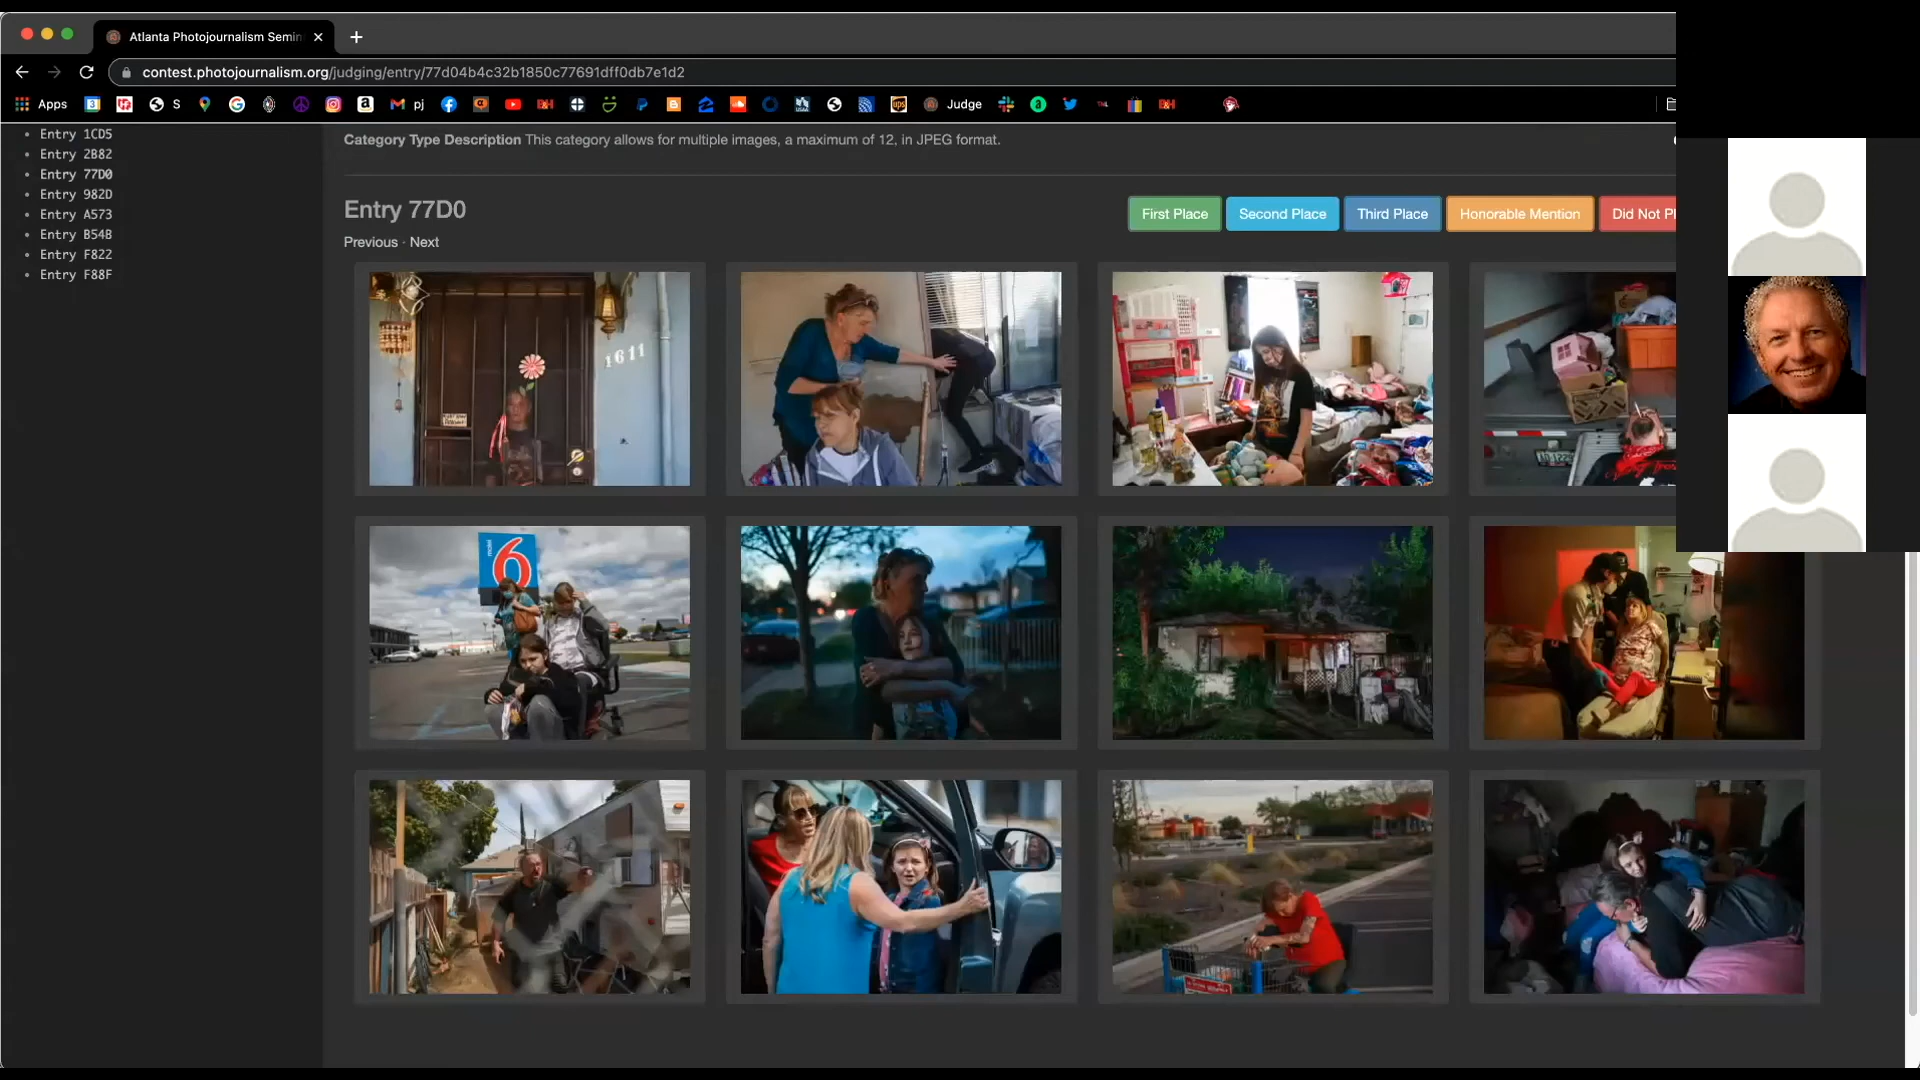 Atlanta Photojournalism Semin
contest.photojournalism.org/judging/entry/77d04b4c32b1850c77691dff0db7e1d2
Apps
S
pj
Judge
Entry 1CD5
Entry 2B82
Entry 77D0
Entry 982D
Entry A573
Entry B54B
Entry F822
Entry F88F
Category Type Description This category allows for multiple images, a maximum of 12, in JPEG format.
Entry 77D0
First Place
Second Place
Third Place
Honorable Mention
Did Not Pl
Previous · Next
1611
6